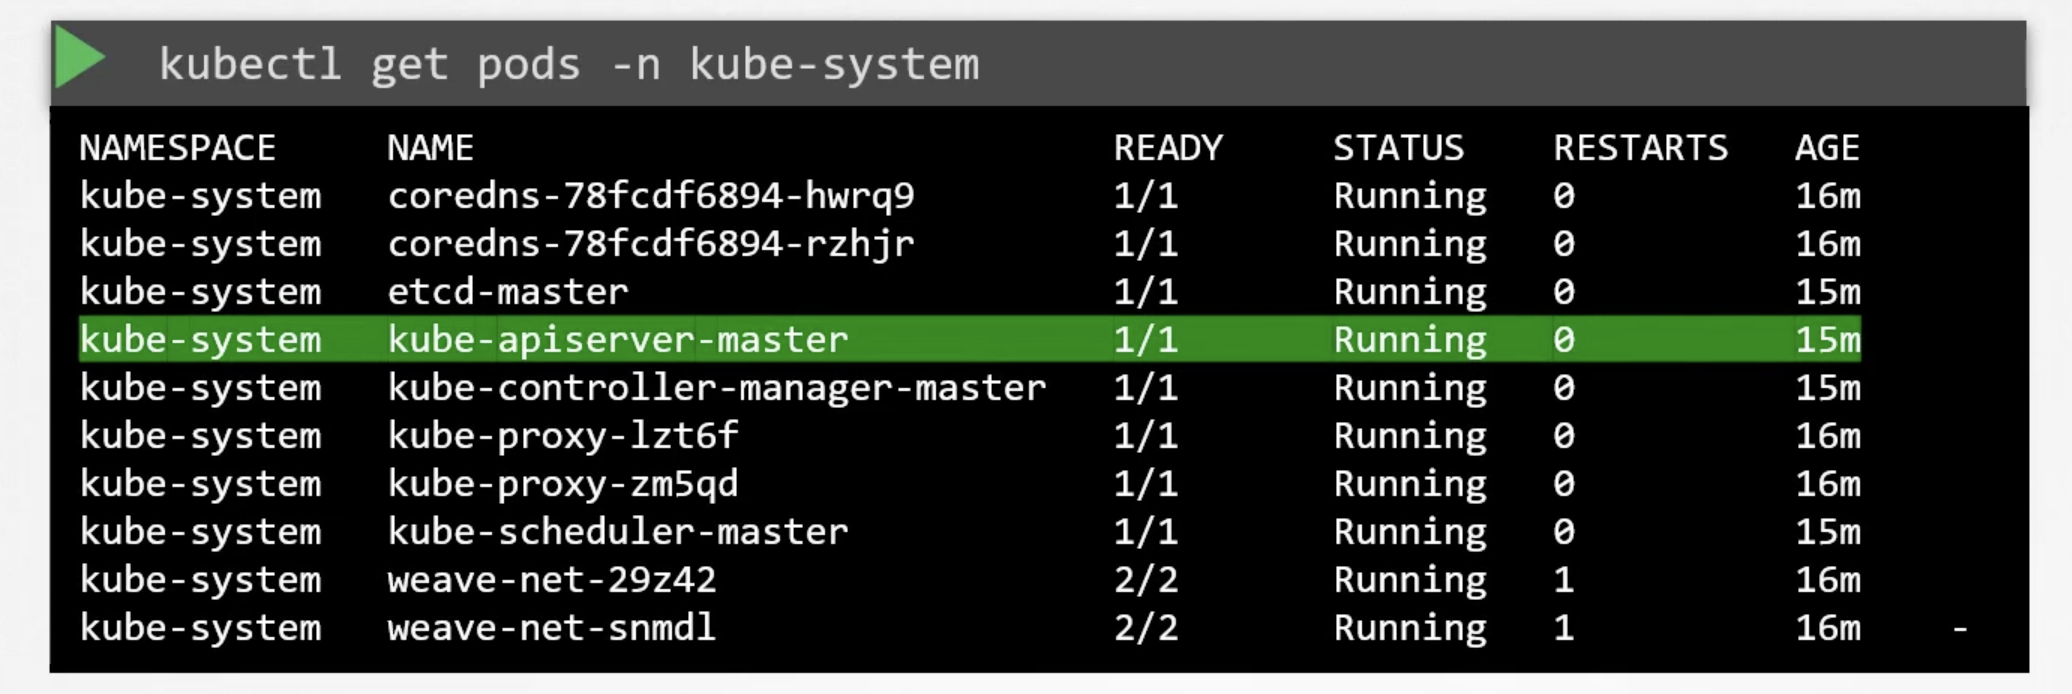 kubectl get pods -n kube-system
NAMESPACE NAME READY STATUS RESTARTS AGE
kube-system coredns-78fcdf6894-hwrq9 1/1 Running 0 16m
kube-system coredns-78fcdf6894-rzhjr 1/1 Running 0 16m
kube-system etcd-master 1/1 Running 0 15m
kube-system kube-apiserver-master 1/1 Running 0 15m
kube-system kube-controller-manager-master 1/1 Running 0 15m
kube-system kube-proxy-lzt6f 1/1 Running 0 16m
kube-system kube-proxy-zm5qd 1/1 Running 0 16m
kube-system kube-scheduler-master 1/1 Running 0 15m
kube-system weave-net-29z42 2/2 Running 1 16m
kube-system weave-net-snmdl 2/2 Running 1 16m -